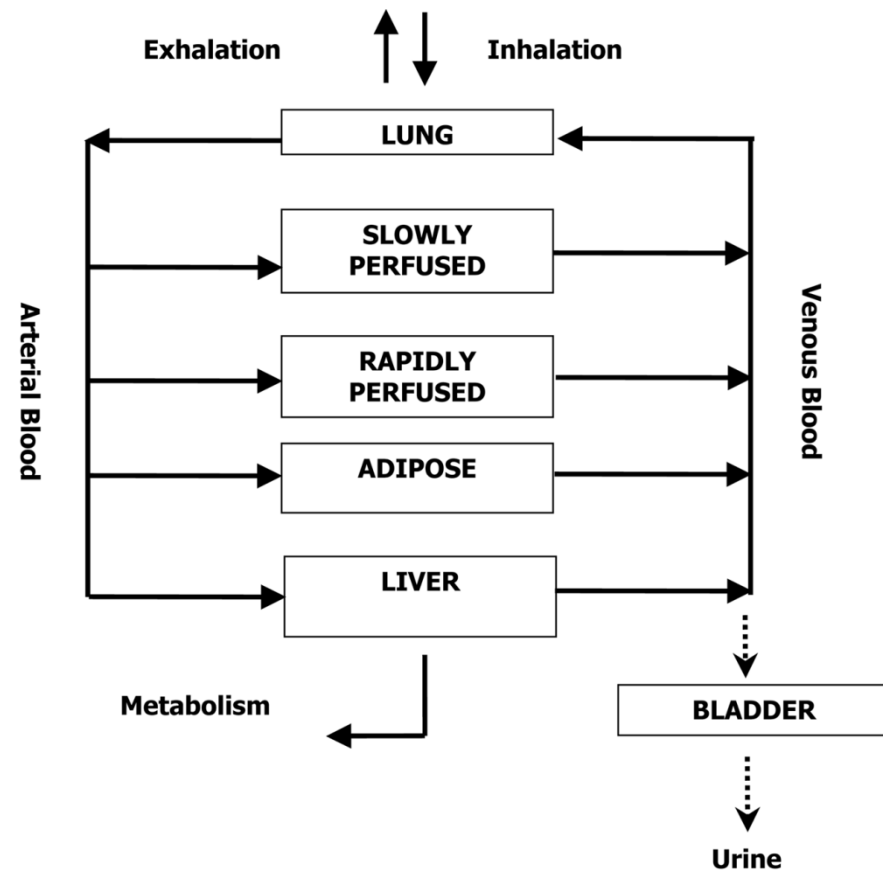 Exhalation
Inhalation
LUNG
SLOWLY
PERFUSED
Arterial Blood
Venous Blood
RAPIDLY
PERFUSED
ADIPOSE
LIVER
Metabolism
BLADDER
Urine